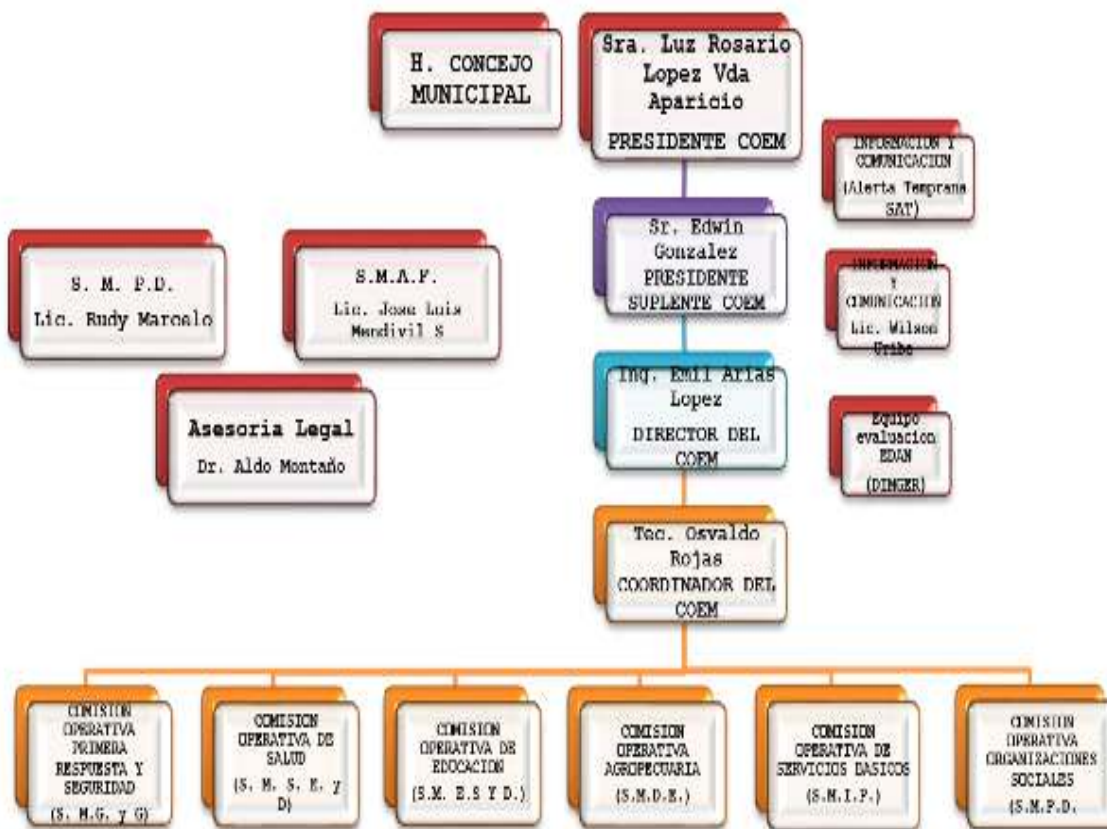 H. CONCEJO
MUNICIPAL
Sra. Luz Rosario
Lopez Vda
Aparicio
PRESIDENTE COEM
INFORMACION Y
COMUNICACION
(Alerta Temprana
SAT)
Sr. Edwin
Gonzalez
PRESIDENTE
SUPLENTE COEM
S. M. P.D.
Lic. Rudy Marcelo
S.M.A.F.
Lic. Jose Luis
Mendivil S
INFORMACION
Y
COMUNICACION
Lic. Wilson
Uribe
Asesoria Legal
Dr. Aldo Montaño
Ing. Emil Arias
Lopez
DIRECTOR DEL
COEM
Equipo
evaluacion
EDAN
(DIMGER)
Tec. Osvaldo
Rojas
COORDINADOR DEL
COEM
COMISION
OPERATIVA
PRIMERA
RESPUESTA Y
SEGURIDAD
(S. M.G. y G)
COMISION
OPERATIVA DE
SALUD
(S. M. S. E. y
D)
COMISION
OPERATIVA DE
EDUCACION
(S.M. E.S Y D.)
COMISION
OPERATIVA
AGROPECUARIA
(S.M.D.E.)
COMISION
OPERATIVA DE
SERVICIOS BASICOS
(S.M.I.P.)
COMISION
OPERATIVA
ORGANIZACIONES
SOCIALES
(S.M.P.D.